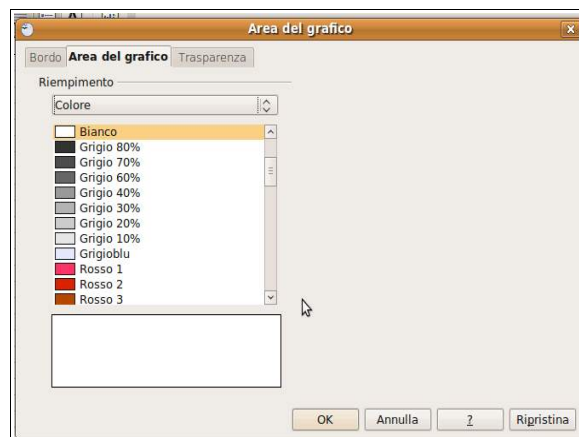 Area del grafico
Bordo Area del grafico Trasparenza
Riempimento
Colore
Bianco
Grigio 80%
Grigio 70%
Grigio 60%
Grigio 40%
Grigio 30%
Grigio 20%
Grigio 10%
Grigioblu
Rosso 1
Rosso 2
Rosso 3
OK Annulla ? Ripristina